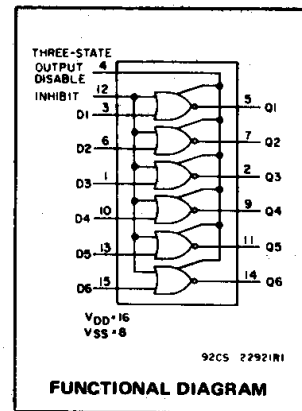 THREE-STATE
OUTPUT 4
DISABLE
INHIBIT 12
D1 3 5 Q1
D2 6 7 Q2
D3 1 2 Q3
D4 10 9 Q4
D5 13 11 Q5
D6 15 14 Q6
VDD=16
VSS=8
92CS 22921R1
FUNCTIONAL DIAGRAM